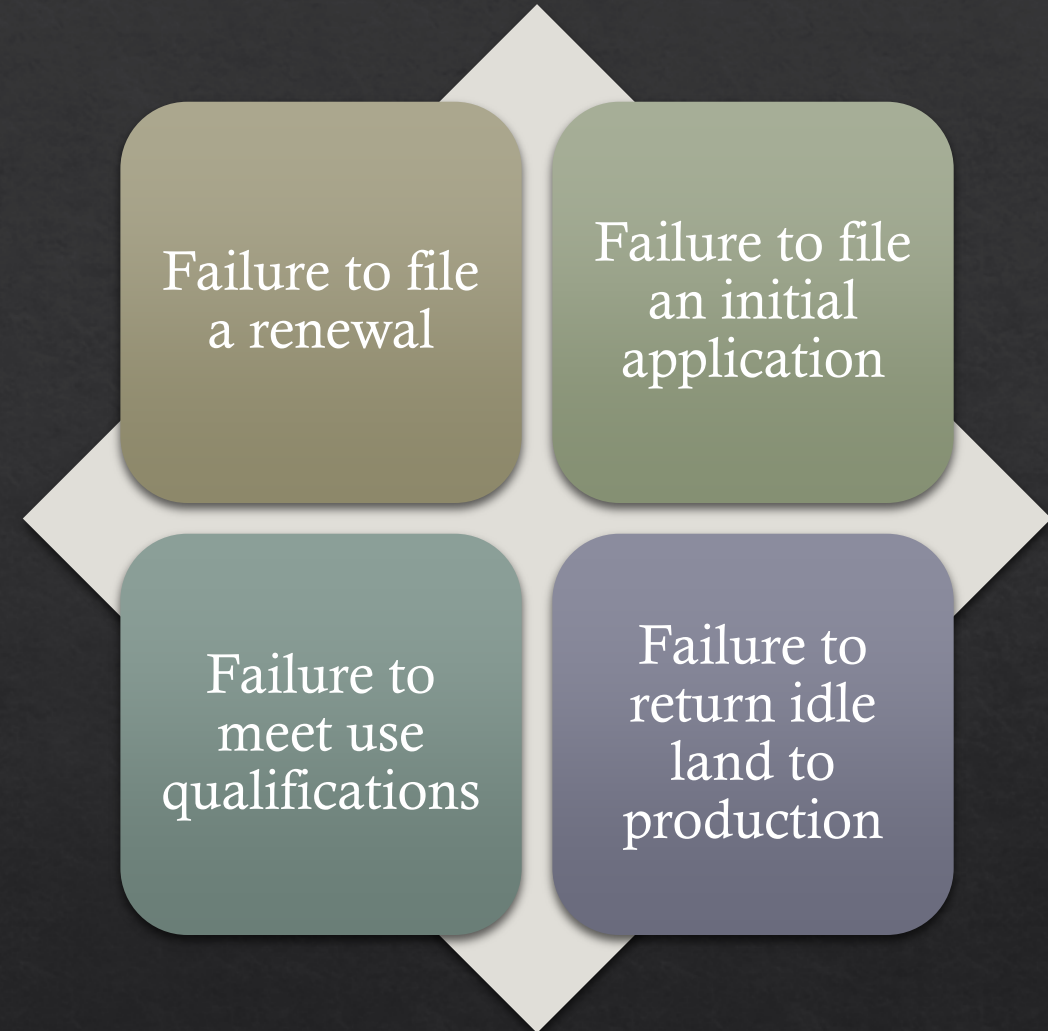 Failure to file
a renewal
Failure to file
an initial
application
Failure to
meet use
qualifications
Failure to
return idle
land to
production